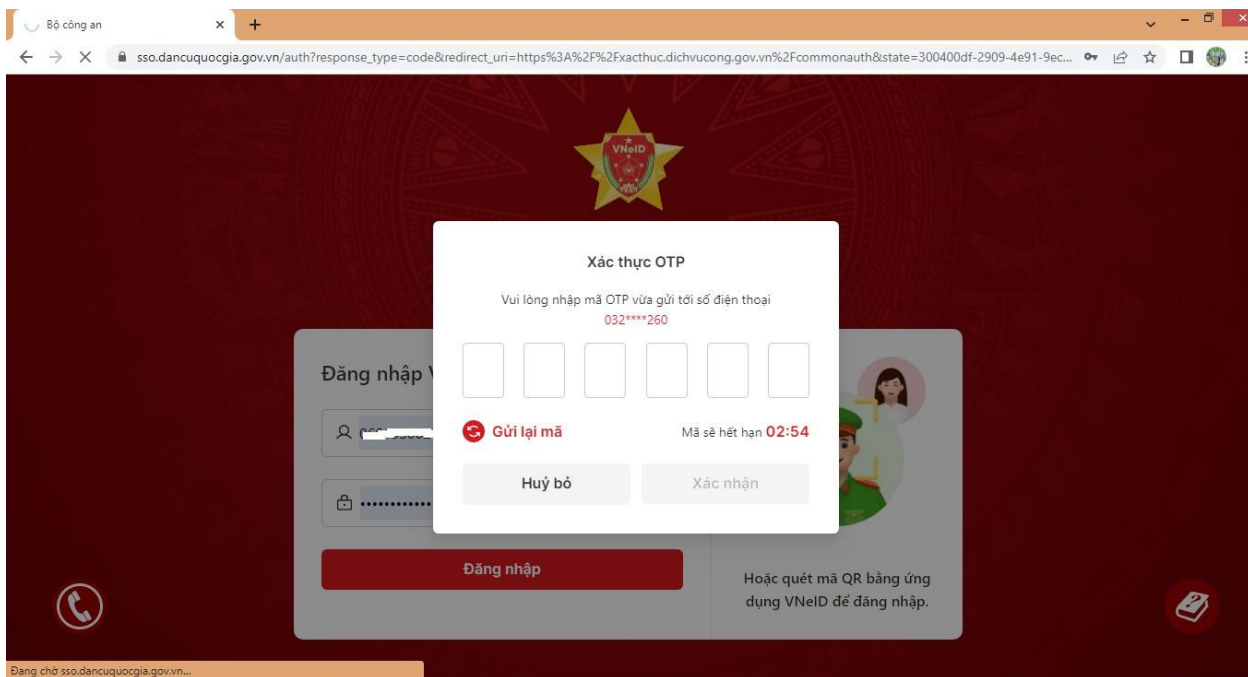 Bộ công an
sso.dancuquocgia.gov.vn/auth?response_type=code&redirect_uri=https%3A%2F%2Fxacthuc.dichvucong.gov.vn%2Fcommonauth&state=300400df-2909-4e91-9ec...
VNeID
Xác thực OTP
Vui lòng nhập mã OTP vừa gửi tới số điện thoại
032****260
Đăng nhập
Gửi lại mã
Mã sẽ hết hạn 02:54
Huỷ bỏ
Xác nhận
Đăng nhập
Hoặc quét mã QR bằng ứng
dụng VNeID để đăng nhập.
Đang chờ sso.dancuquocgia.gov.vn...